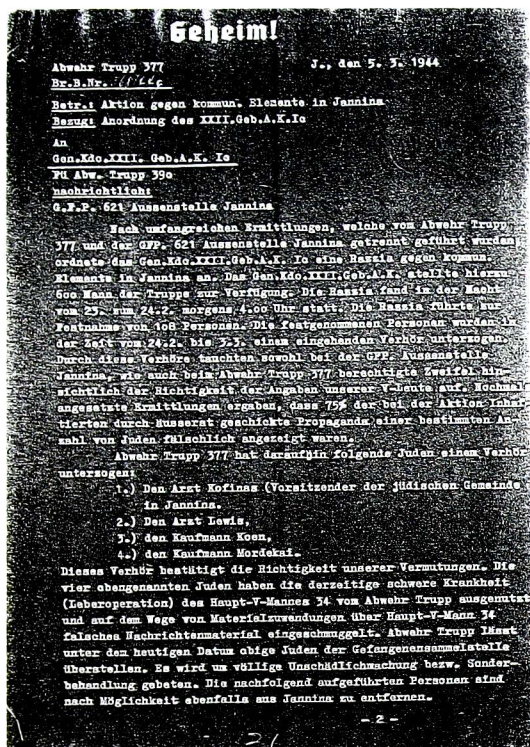 Geheim!
Abwehr Trupp 377 J., den 5. 3. 1944
Br.B.Nr.
Betr.: Aktion gegen kommun. Elemente in Jannina
Bezug: Anordnung des XXII.Geb.A.K.Ic
An
Gen.Kdo.XXII. Geb.A.K. Ic
Fü Abw. Trupp 390
nachrichtlich:
G.F.P. 621 Aussenstelle Jannina
Nach umfangreichen Ermittlungen, welche vom Abwehr Trupp
377 und der GFP. 621 Aussenstelle Jannina getrennt geführt wurden
ordnete das Gen.Kdo.XXII.Geb.A.K. Ic eine Razzia gegen kommun.
Elemente in Jannina an. Das Gen.Kdo.XXII.Geb.A.K. stellte hierzu
600 Mann der Truppe zur Verfügung. Die Razzia fand in der Nacht
vom 23. zum 24.2. morgens 4.00 Uhr statt. Die Razzia führte zur
Festnahme von 108 Personen. Die festgenommenen Personen wurden in
der Zeit vom 24.2. bis 3.3. einem eingehenden Verhör unterzogen.
Durch diese Verhöre tauchten sowohl bei der GFP. Aussenstelle
Jannina, wie auch beim Abwehr Trupp 377 berechtigte Zweifel hin-
sichtlich der Richtigkeit der Angaben unserer V-Leute auf. Nochmal
angesetzte Ermittlungen ergaben, dass 75% der bei der Aktion Inhaf-
tierten durch äusserst geschickte Propaganda einer bestimmten An-
zahl von Juden fälschlich angezeigt waren.
Abwehr Trupp 377 hat daraufhin folgende Juden einem Verhör
unterzogen:
1.) Den Arzt Kofinas (Vorsitzender der jüdischen Gemeinde
in Jannina.
2.) Den Arzt Lewis,
3.) den Kaufmann Koen,
4.) den Kaufmann Mordekai.
Dieses Verhör bestätigt die Richtigkeit unserer Vermutungen. Die
vier obengenannten Juden haben die derzeitige schwere Krankheit
(Leberoperation) des Haupt-V-Mannes 34 vom Abwehr Trupp ausgenutzt
und auf dem Wege von Materialzuwendungen über Haupt-V-Mann 34
falsches Nachrichtenmaterial eingeschmuggelt. Abwehr Trupp lässt
unter dem heutigen Datum obige Juden der Gefangenensammelstelle
überstellen. Es wird um völlige Unschädlichmachung bezw. Sonder-
behandlung gebeten. Die nachfolgend aufgeführten Personen sind
nach Möglichkeit ebenfalls aus Jannina zu entfernen.
- 2 -